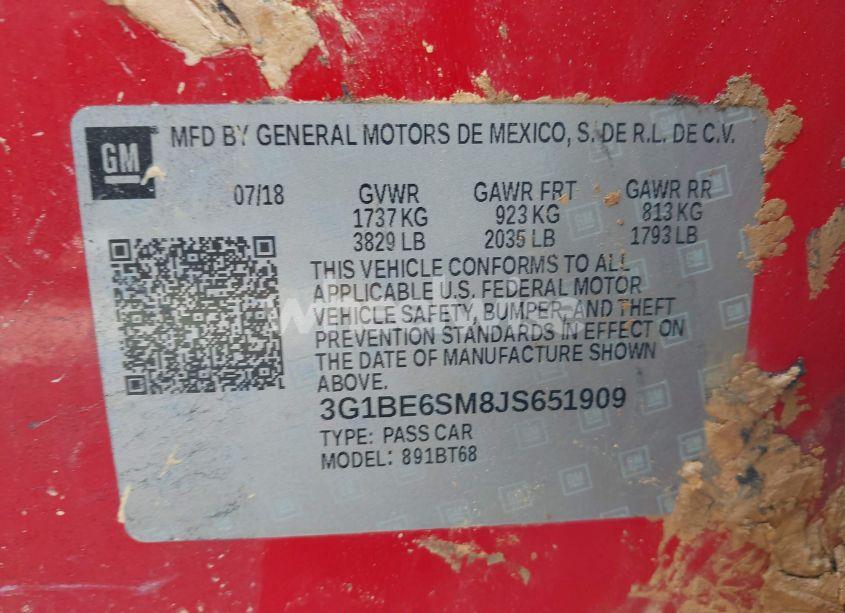 GM
MFD BY GENERAL MOTORS DE MEXICO, S. DE R.L. DE C.V.
07/18 GVWR GAWR FRT GAWR RR
1737 KG 923 KG 813 KG
3829 LB 2035 LB 1793 LB
THIS VEHICLE CONFORMS TO ALL
APPLICABLE U.S. FEDERAL MOTOR
VEHICLE SAFETY, BUMPER, AND THEFT
PREVENTION STANDARDS IN EFFECT ON
THE DATE OF MANUFACTURE SHOWN
ABOVE.
3G1BE6SM8JS651909
TYPE: PASS CAR
MODEL: 891BT68